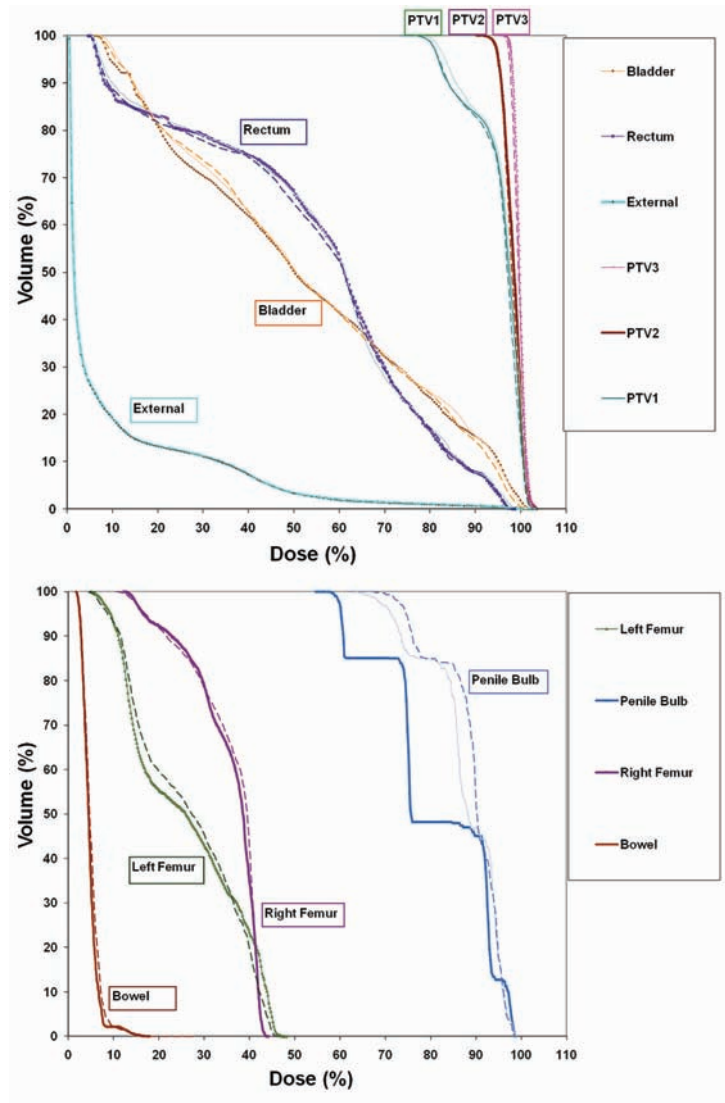 PTV1 PTV2 PTV3
100
90
80
70
60
50
40
30
20
10
0
Volume (%)
Rectum
Bladder
External
0 10 20 30 40 50 60 70 80 90 100 110
Dose (%)
Bladder
Rectum
External
PTV3
PTV2
PTV1
100
90
80
70
60
50
40
30
20
10
0
Volume (%)
Penile Bulb
Left Femur
Right Femur
Bowel
0 10 20 30 40 50 60 70 80 90 100 110
Dose (%)
Left Femur
Penile Bulb
Right Femur
Bowel